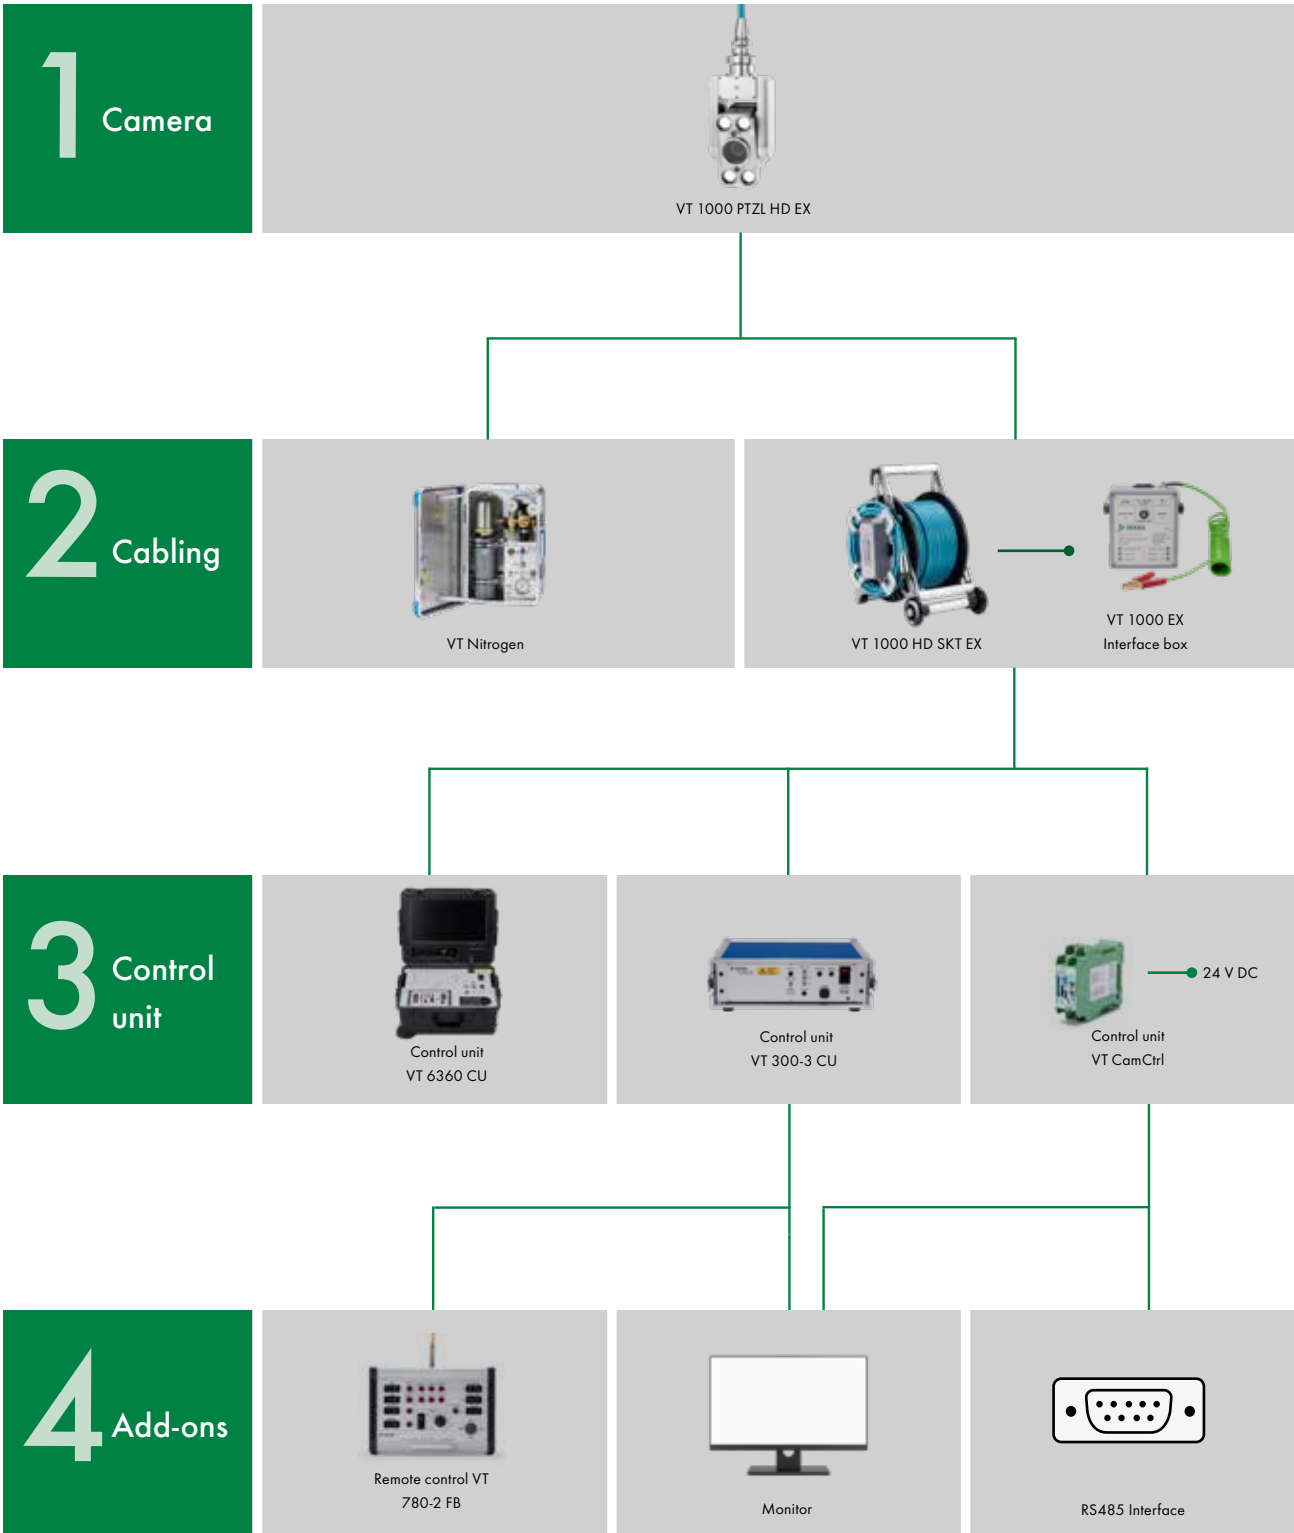 1 Camera
VT 1000 PTZL HD EX
2 Cabling
VT Nitrogen
VT 1000 HD SKT EX
VT 1000 EX
Interface box
3 Control
unit
Control unit
VT 6360 CU
Control unit
VT 300-3 CU
Control unit
VT CamCtrl
24 V DC
4 Add-ons
Remote control VT
780-2 FB
Monitor
RS485 Interface